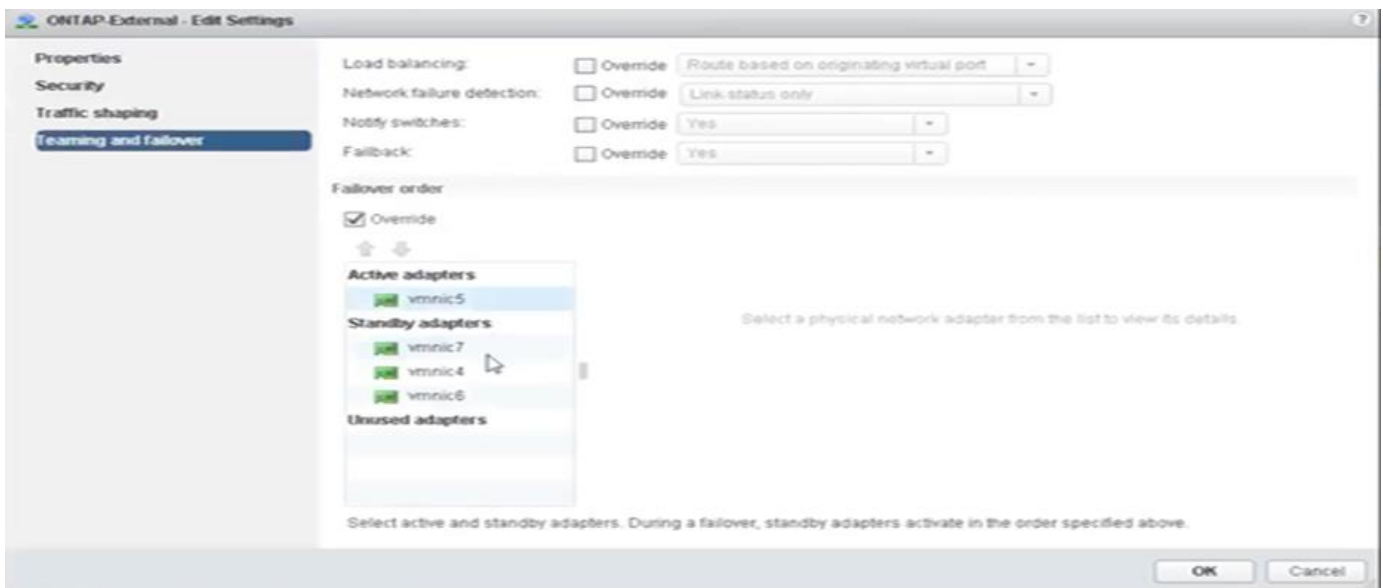 ONTAP-External - Edit Settings
?
Properties
Security
Traffic shaping
Teaming and failover
Load balancing:
Override
Route based on originating virtual port
Network failure detection:
Override
Link status only
Notify switches:
Override
Yes
Failback:
Override
Yes
Failover order
Override
Active adapters
vmnic5
Standby adapters
vmnic7
vmnic4
vmnic6
Unused adapters
Select a physical network adapter from the list to view its details.
Select active and standby adapters. During a failover, standby adapters activate in the order specified above.
OK
Cancel